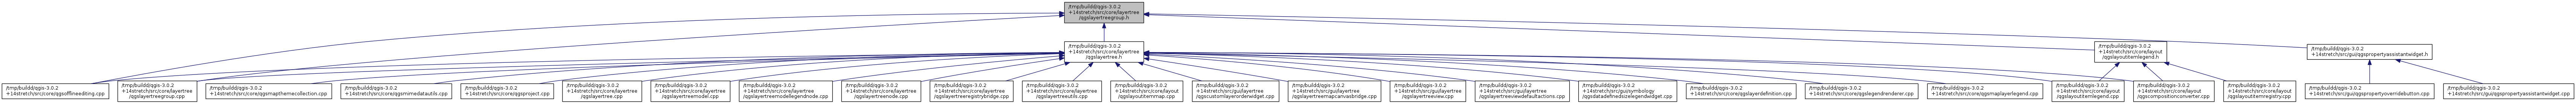 /tmp/buildd/qgis-3.0.2
+14stretch/src/core/layertree
/qgslayertreegroup.h
/tmp/buildd/qgis-3.0.2
+14stretch/src/core/layertree
/qgslayertree.h
/tmp/buildd/qgis-3.0.2
+14stretch/src/core/layout
/qgslayoutitemlegend.h
/tmp/buildd/qgis-3.0.2
+14stretch/src/gui/qgspropertyassistantwidget.h
/tmp/buildd/qgis-3.0.2
+14stretch/src/core/qgsofflineediting.cpp
/tmp/buildd/qgis-3.0.2
+14stretch/src/core/layertree
/qgslayertreegroup.cpp
/tmp/buildd/qgis-3.0.2
+14stretch/src/core/qgsmapthemecollection.cpp
/tmp/buildd/qgis-3.0.2
+14stretch/src/core/qgsmimedatautils.cpp
/tmp/buildd/qgis-3.0.2
+14stretch/src/core/qgsproject.cpp
/tmp/buildd/qgis-3.0.2
+14stretch/src/core/layertree
/qgslayertree.cpp
/tmp/buildd/qgis-3.0.2
+14stretch/src/core/layertree
/qgslayertreemodel.cpp
/tmp/buildd/qgis-3.0.2
+14stretch/src/core/layertree
/qgslayertreemodellegendnode.cpp
/tmp/buildd/qgis-3.0.2
+14stretch/src/core/layertree
/qgslayertreenode.cpp
/tmp/buildd/qgis-3.0.2
+14stretch/src/core/layertree
/qgslayertreeregistrybridge.cpp
/tmp/buildd/qgis-3.0.2
+14stretch/src/core/layertree
/qgslayertreeutils.cpp
/tmp/buildd/qgis-3.0.2
+14stretch/src/core/layout
/qgslayoutitemmap.cpp
/tmp/buildd/qgis-3.0.2
+14stretch/src/gui/layertree
/qgscustomlayerorderwidget.cpp
/tmp/buildd/qgis-3.0.2
+14stretch/src/gui/layertree
/qgslayertreemapcanvasbridge.cpp
/tmp/buildd/qgis-3.0.2
+14stretch/src/gui/layertree
/qgslayertreeview.cpp
/tmp/buildd/qgis-3.0.2
+14stretch/src/gui/layertree
/qgslayertreeviewdefaultactions.cpp
/tmp/buildd/qgis-3.0.2
+14stretch/src/gui/symbology
/qgsdatadefinedsizelegendwidget.cpp
/tmp/buildd/qgis-3.0.2
+14stretch/src/core/qgslayerdefinition.cpp
/tmp/buildd/qgis-3.0.2
+14stretch/src/core/qgslegendrenderer.cpp
/tmp/buildd/qgis-3.0.2
+14stretch/src/core/qgsmaplayerlegend.cpp
/tmp/buildd/qgis-3.0.2
+14stretch/src/core/layout
/qgslayoutitemlegend.cpp
/tmp/buildd/qgis-3.0.2
+14stretch/src/core/layout
/qgscompositionconverter.cpp
/tmp/buildd/qgis-3.0.2
+14stretch/src/core/layout
/qgslayoutitemregistry.cpp
/tmp/buildd/qgis-3.0.2
+14stretch/src/gui/qgspropertyoverridebutton.cpp
/tmp/buildd/qgis-3.0.2
+14stretch/src/gui/qgspropertyassistantwidget.cpp